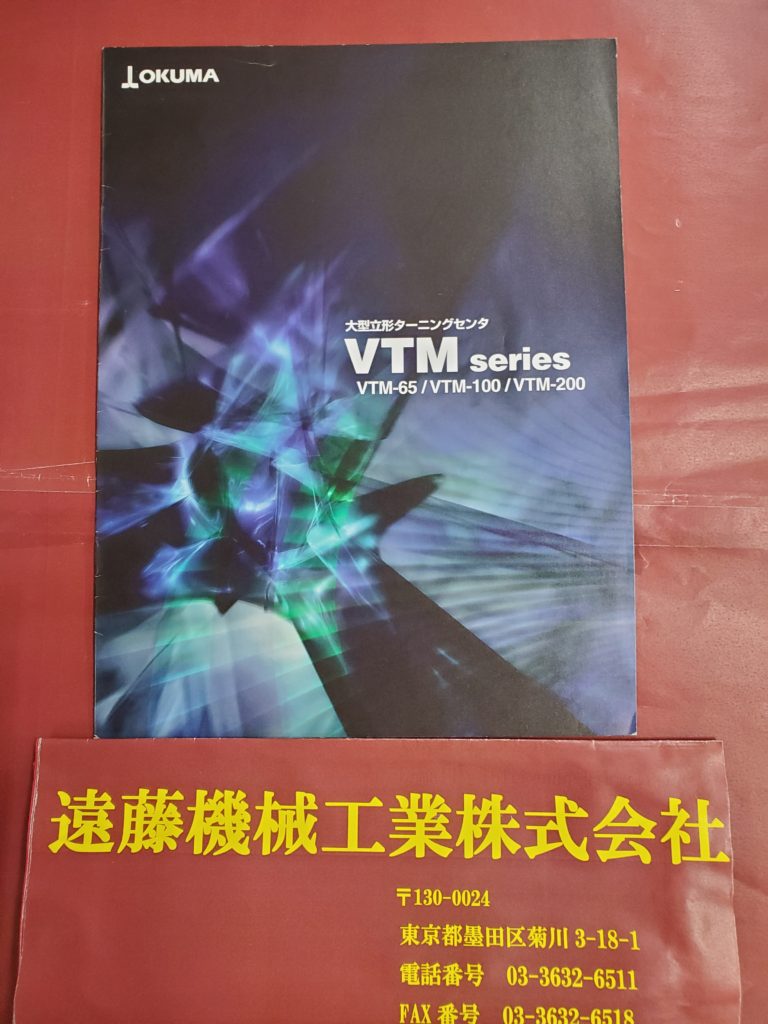 OKUMA
大型立形ターニングセンタ
VTM series
VTM-65 / VTM-100 / VTM-200
遠藤機械工業株式会社
〒130-0024
東京都墨田区菊川 3-18-1
電話番号 03-3632-6511
FAX 番号 03-3632-6518